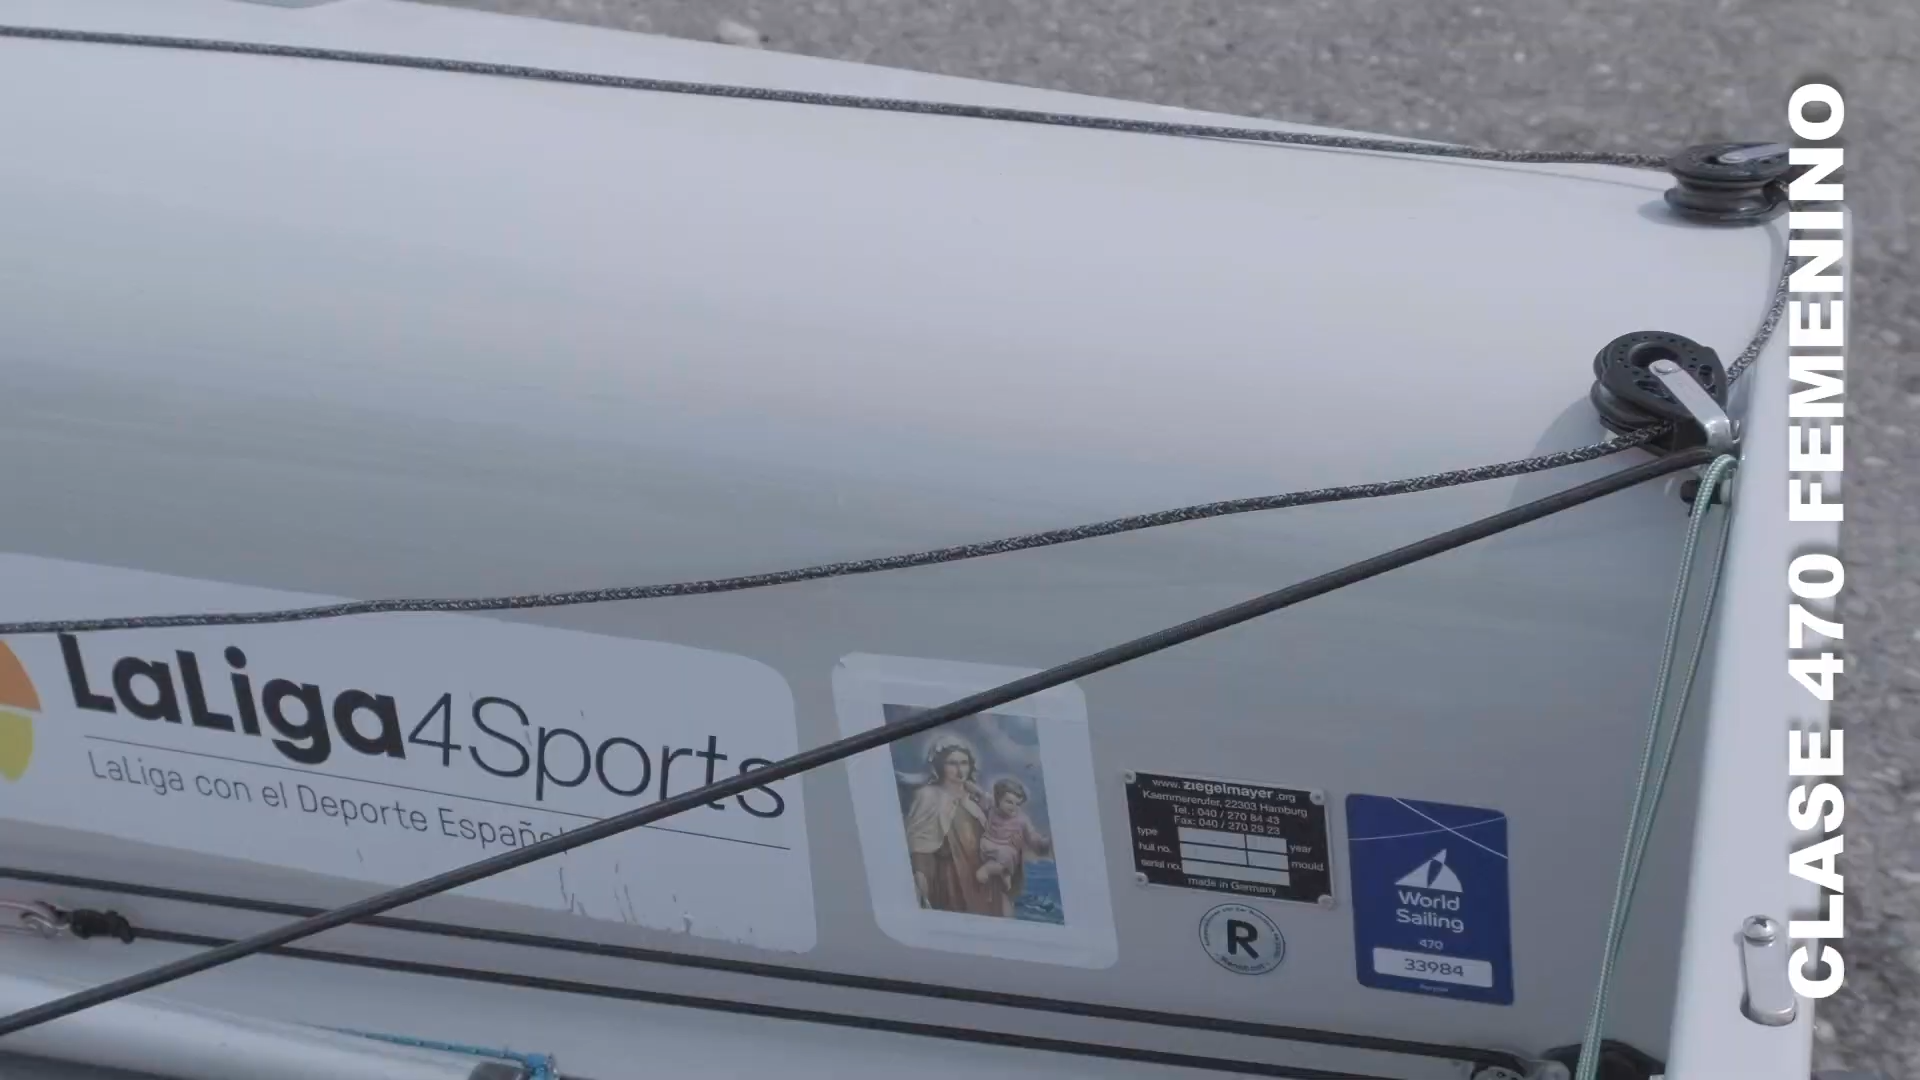 LaLiga4Sports
LaLiga con el Deporte Español
www.ziegelmayer.org
Kaemmererufer, 22303 Hamburg
Tel.: 040 / 270 84 43
Fax: 040 / 270 29 23
type
year
hull no.
mould
serial no.
made in Germany
R
World
Sailing
470
33984
CLASE 470 FEMENINO